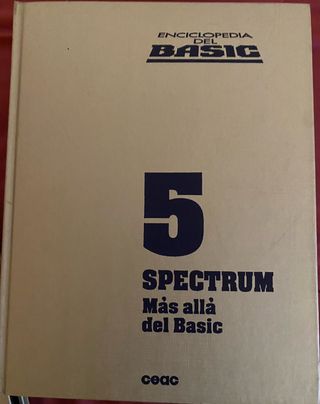 ENCICLOPEDIA
DEL
BASIC
5
SPECTRUM
Más allá
del Basic
ceac